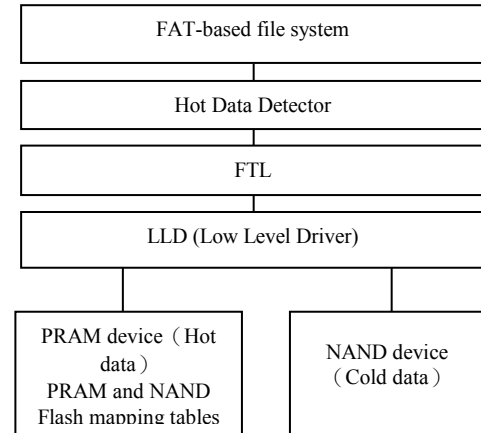 FAT-based file system
Hot Data Detector
FTL
LLD (Low Level Driver)
PRAM device（Hot
data）
PRAM and NAND
Flash mapping tables
NAND device
（Cold data）